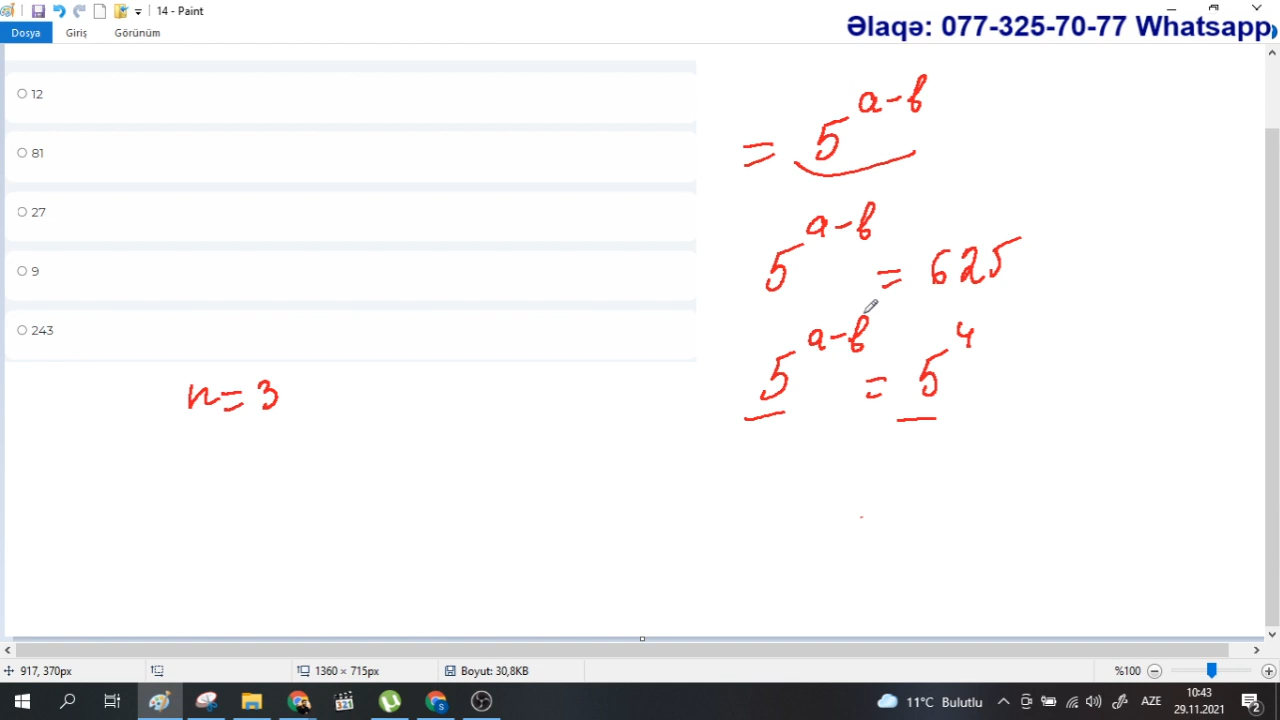 14 - Paint
Əlaqə: 077-325-70-77 Whatsapp
Dosya Giriş Görünüm
12
81
27
9
243
n=3
= 5^{a-b}
5^{a-b} = 625
5^{a-b} = 5^4
917, 370px
1360 × 715px
Boyut: 30,8KB
%100
11°C Bulutlu
AZE
10:43
29.11.2021
2